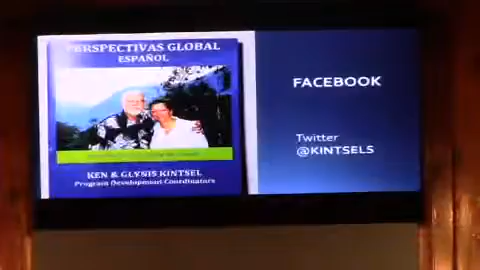 PERSPECTIVAS GLOBAL
ESPAÑOL
KEN & GLYSIS KINTSEL
Program Development Coordinators
FACEBOOK
Twitter
@KINTSELS